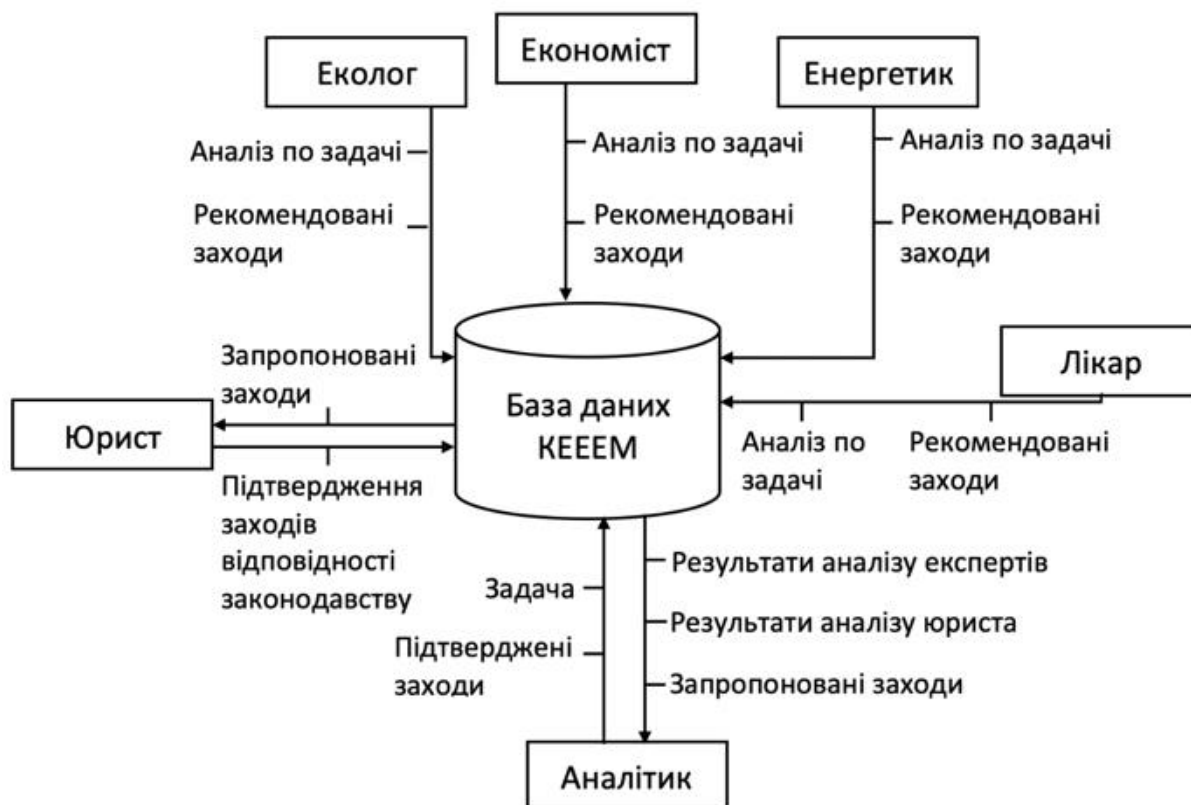 Еколог
Економіст
Енергетик
Аналіз по задачі
Аналіз по задачі
Аналіз по задачі
Рекомендовані
заходи
Рекомендовані
заходи
Рекомендовані
заходи
Запропоновані
заходи
Лікар
База даних
КЕЕЕМ
Юрист
Аналіз по
задачі
Рекомендовані
заходи
Підтвердження
заходів
відповідності
законодавству
Задача
Підтверджені
заходи
Результати аналізу експертів
Результати аналізу юриста
Запропоновані заходи
Аналітик